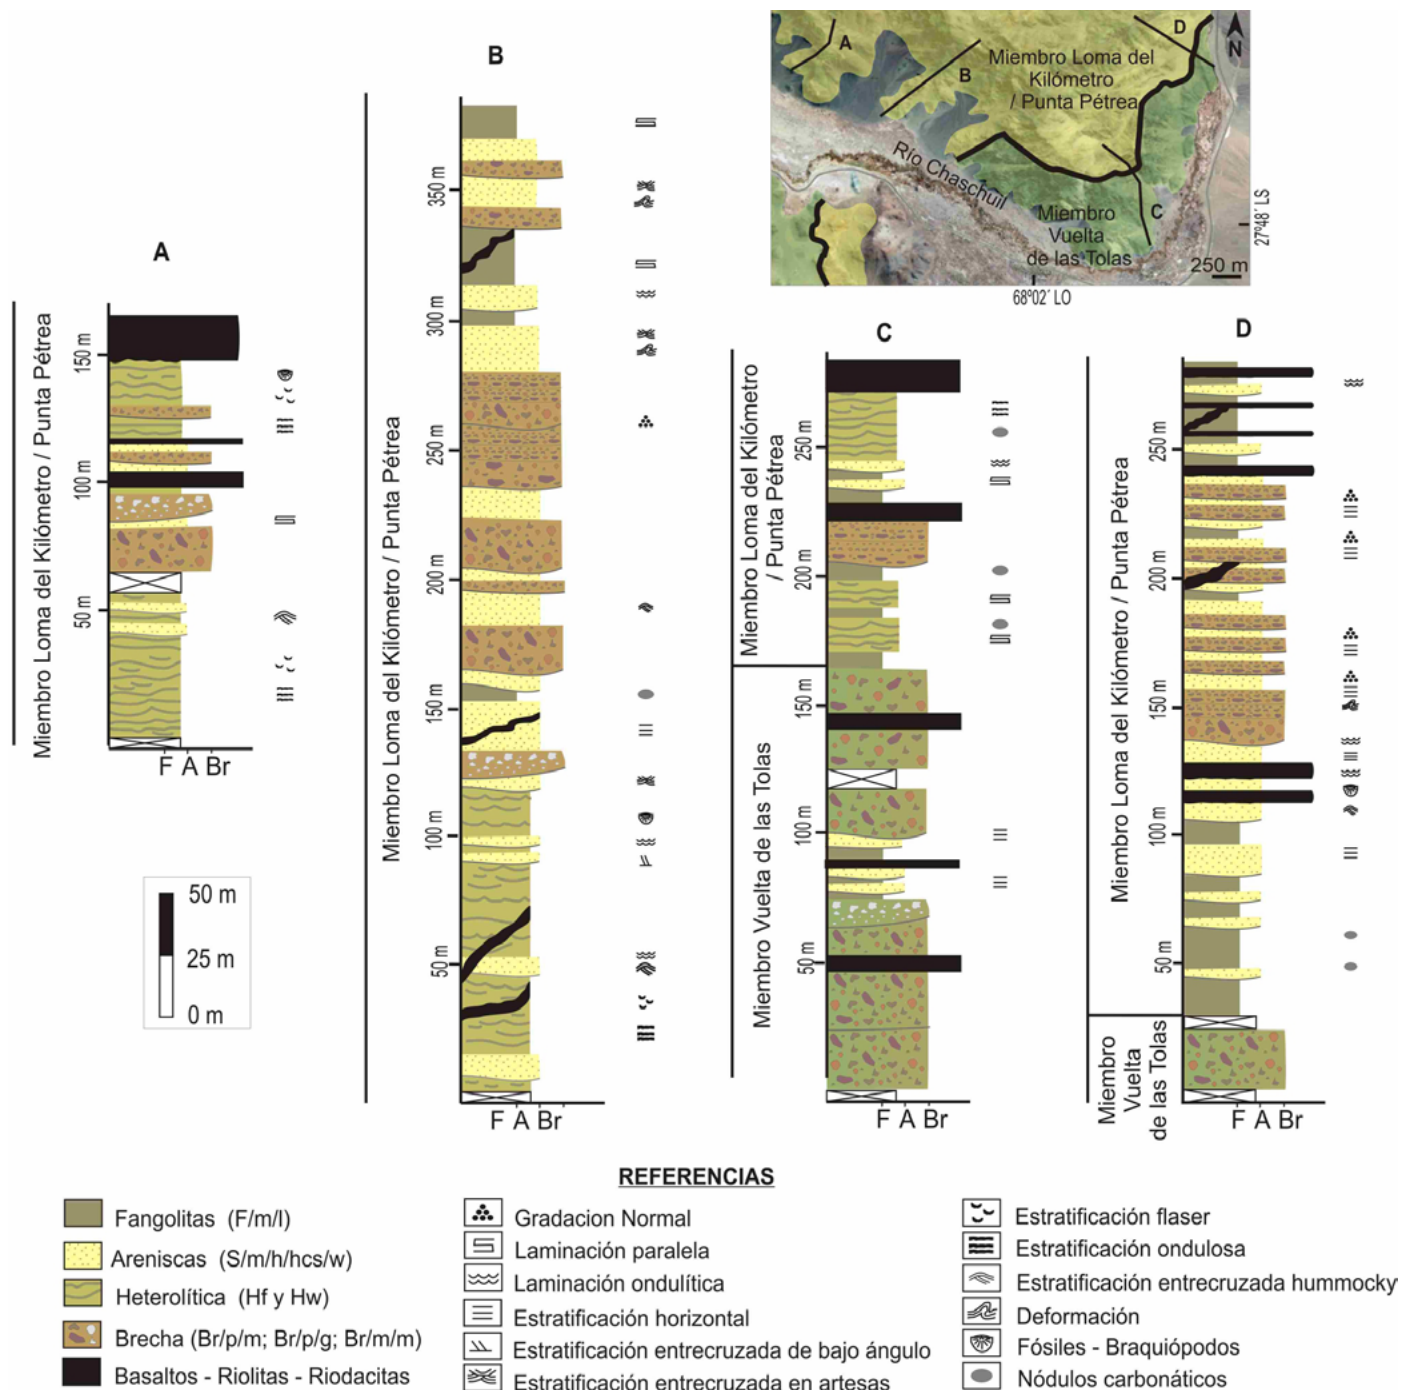 A
B
D
N
Miembro Loma del
Kilómetro
/ Punta Pétrea
Río Chaschuil
Miembro
Vuelta
de las Tolas
C
250 m
27º48´ LS
68º02´ LO
A
Miembro Loma del Kilómetro / Punta Pétrea
150 m
100 m
50 m
F A Br
50 m
25 m
0 m
B
Miembro Loma del Kilómetro / Punta Pétrea
350 m
300 m
250 m
200 m
150 m
100 m
50 m
F A Br
C
Miembro Loma del Kilómetro
/ Punta Pétrea
Miembro Vuelta de las Tolas
250 m
200 m
150 m
100 m
50 m
F A Br
D
Miembro Loma del Kilómetro / Punta Pétrea
Miembro
Vuelta
de las Tolas
250 m
200 m
150 m
100 m
50 m
F A Br
REFERENCIAS
Fangolitas (F/m/l)
Areniscas (S/m/h/hcs/w)
Heterolítica (Hf y Hw)
Brecha (Br/p/m; Br/p/g; Br/m/m)
Basaltos - Riolitas - Riodacitas
Gradacion Normal
Laminación paralela
Laminación ondulítica
Estratificación horizontal
Estratificación entrecruzada de bajo ángulo
Estratificación entrecruzada en artesas
Estratificación flaser
Estratificación ondulosa
Estratificación entrecruzada hummocky
Deformación
Fósiles - Braquiópodos
Nódulos carbonáticos